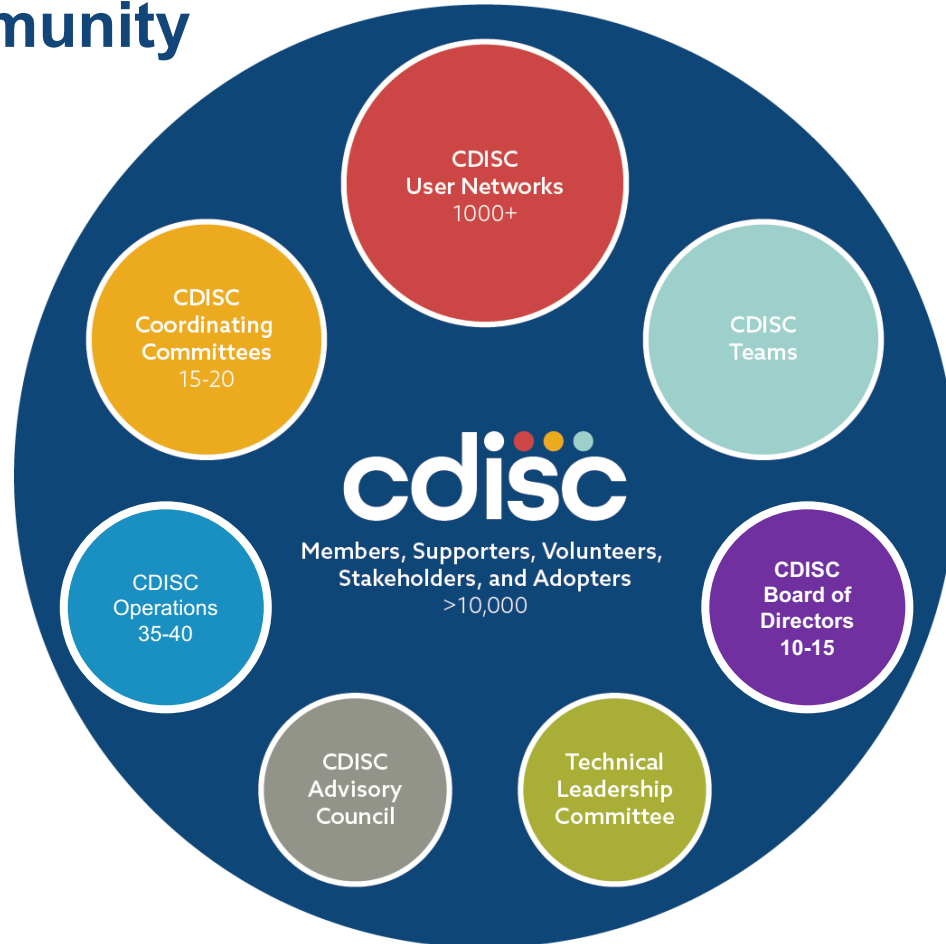 munity
CDISC
User Networks
1000+
CDISC
Coordinating
Committees
15-20
CDISC
Teams
cdisc
Members, Supporters, Volunteers,
Stakeholders, and Adopters
>10,000
CDISC
Operations
35-40
CDISC
Board of
Directors
10-15
CDISC
Advisory
Council
Technical
Leadership
Committee